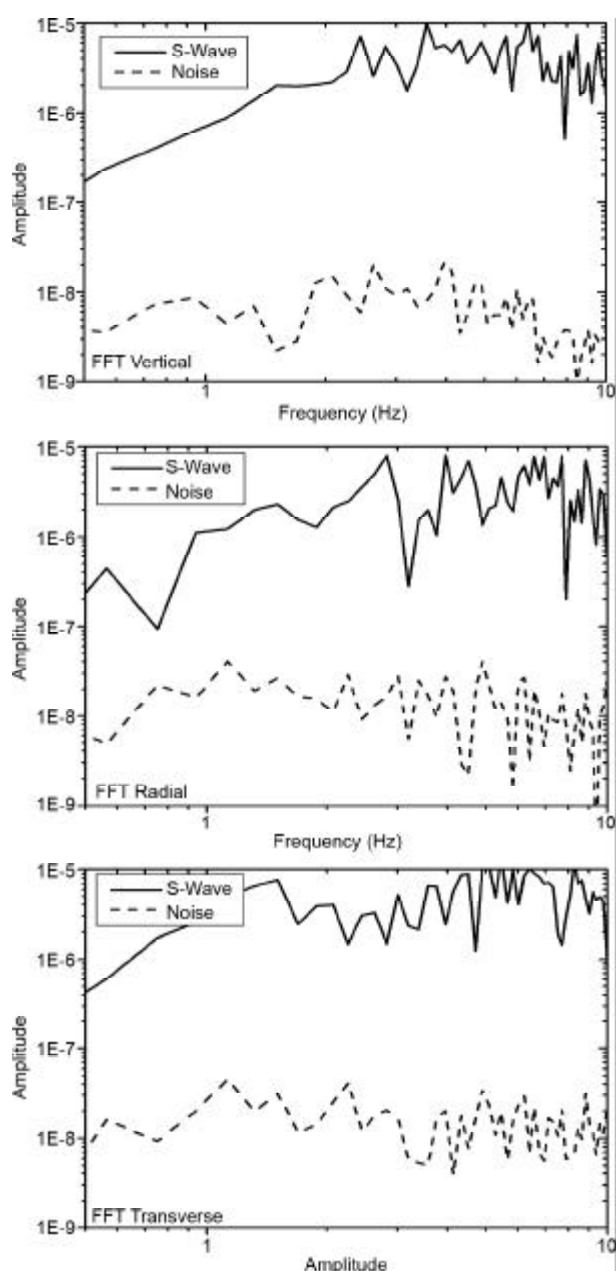 1E-5
S-Wave
Noise
1E-6
Amplitude
1E-7
1E-8
FFT Vertical
1E-9
1 10
Frequency (Hz)
1E-5
S-Wave
Noise
1E-6
Amplitude
1E-7
1E-8
FFT Radial
1E-9
1 10
Frequency (Hz)
1E-5
S-Wave
Noise
1E-6
Amplitude
1E-7
1E-8
FFT Transverse
1E-9
1 10
Amplitude